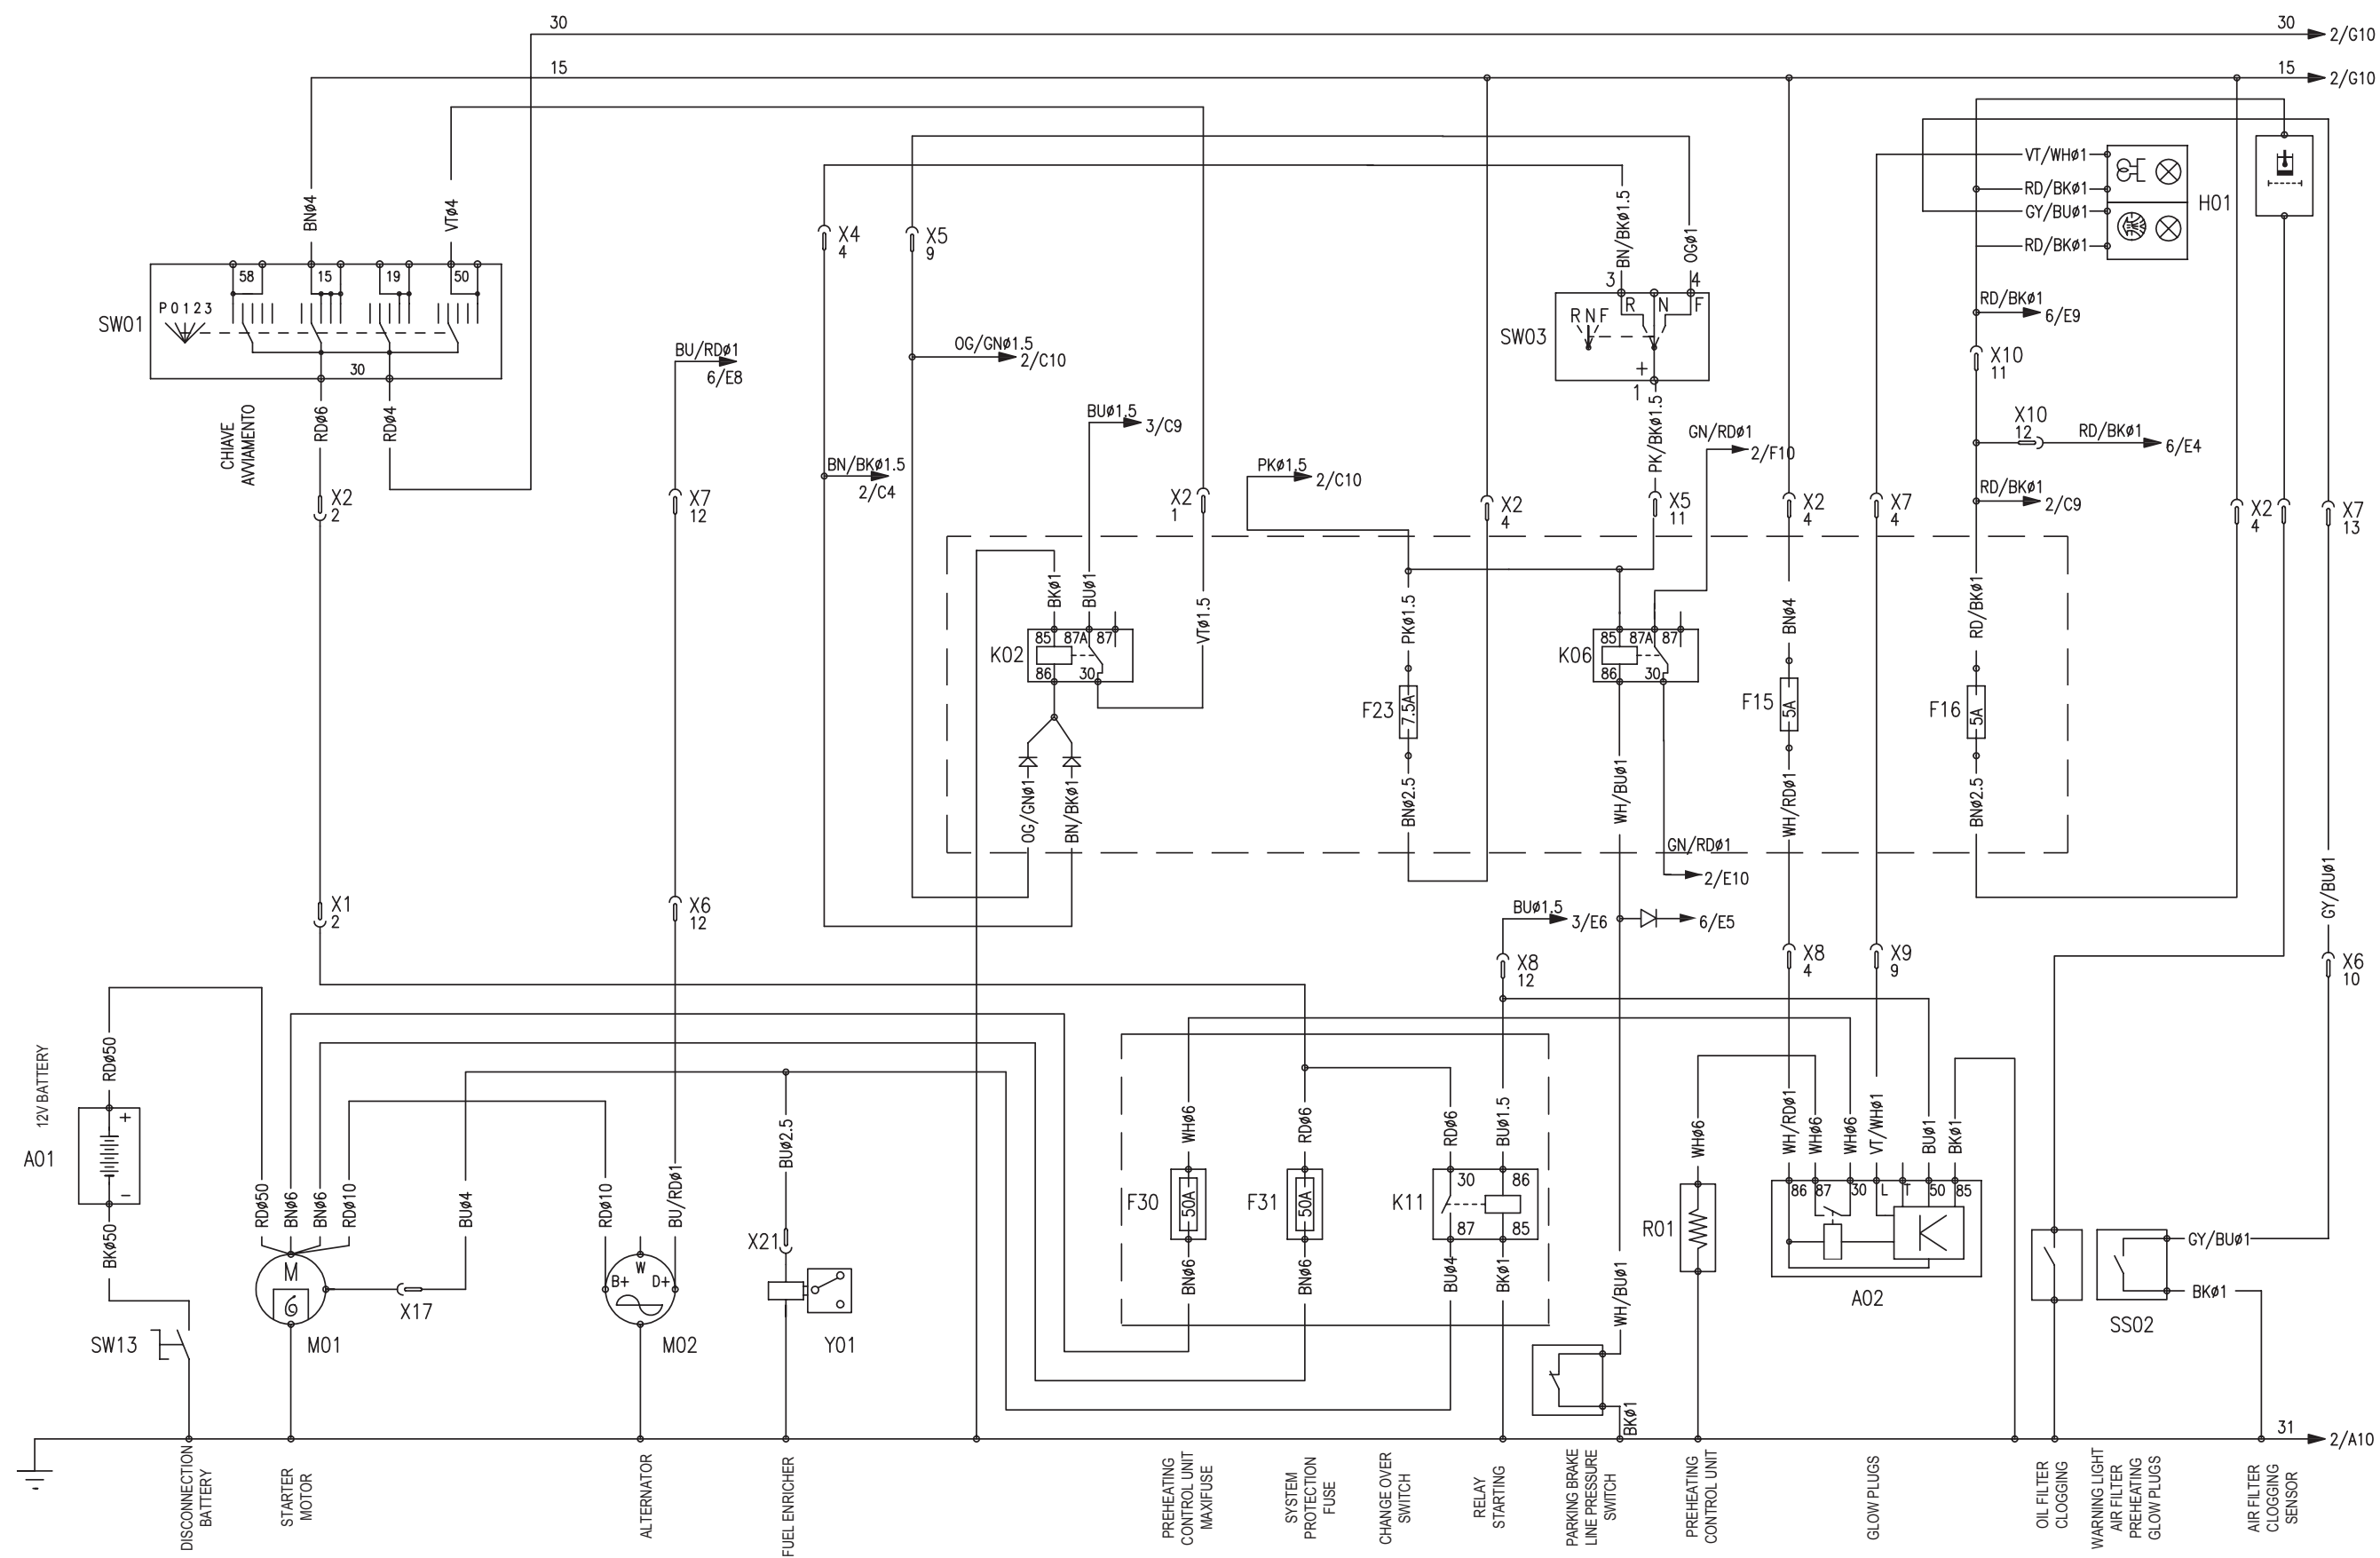 30
30
2/G10
15
15
2/G10
BNø4
VTø4
58
15
19
50
P 0 1 2 3
SW01
30
CHIAVE
AVVIAMENTO
RDø6
RDø4
X2
2
X1
2
BU/RDø1
6/E8
X7
12
X6
12
X4
4
X5
9
OG/GNø1.5
2/C10
BN/BKø1.5
2/C4
BUø1.5
3/C9
X2
1
PKø1.5
2/C10
BN/BKø1.5
OGø1
3
4
R
N
F
R N F
SW03
+
1
PK/BKø1.5
X5
11
GN/RDø1
2/F10
X2
4
X2
4
X7
4
VT/WHø1
RD/BKø1
GY/BUø1
RD/BKø1
H01
RD/BKø1
6/E9
X10
11
X10
12
RD/BKø1
6/E4
RD/BKø1
2/C9
X2
4
X7
13
BKø1
BUø1
VTø1.5
85
87A
87
K02
86
30
OG/GNø1
BN/BKø1
PKø1.5
F23
7.5A
BNø2.5
85
87A
87
K06
86
30
WH/BUø1
GN/RDø1
2/E10
BNø4
F15
5A
WH/RDø1
RD/BKø1
F16
5A
BNø2.5
GY/BUø1
BUø1.5
3/E6
6/E5
X8
12
X8
4
X9
9
X6
10
12V BATTERY
RDø50
A01
+
–
BKø50
SW13
RDø50
BNø6
BNø6
RDø10
BUø4
M
M01
X17
RDø10
BU/RDø1
B+
W
D+
M02
BUø2.5
X21
Y01
WHø6
F30
50A
BNø6
RDø6
F31
50A
BNø6
RDø6
BUø1.5
30
86
K11
87
85
BUø4
BKø1
WH/BUø1
BKø1
WHø6
R01
WH/RDø1
WHø6
WHø6
VT/WHø1
BUø1
BKø1
86
87
30
L
T
50
85
A02
GY/BUø1
BKø1
SS02
31
2/A10
DISCONNECTION
BATTERY
STARTER
MOTOR
ALTERNATOR
FUEL ENRICHER
PREHEATING
CONTROL UNIT
MAXIFUSE
SYSTEM
PROTECTION
FUSE
CHANGE OVER
SWITCH
RELAY
STARTING
PARKING BRAKE
LINE PRESSURE
SWITCH
PREHEATING
CONTROL UNIT
GLOW PLUGS
OIL FILTER
CLOGGING
WARNING LIGHT
AIR FILTER
PREHEATING
GLOW PLUGS
AIR FILTER
CLOGGING
SENSOR